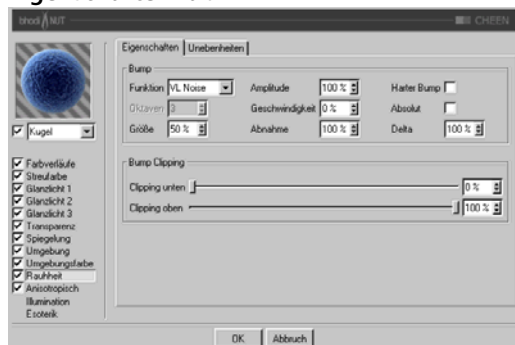 bhodiNUT
CHEEN
Eigenschaften Unebenheiten
Bump
Funktion VL Noise Amplitude 100 % Harter Bump
Oktaven 3 Geschwindigkeit 0 % Absolut
Größe 50 % Abnahme 100 % Delta 100 %
Kugel
Bump Clipping
Clipping unten 0 %
Clipping oben 100 %
Farbverläufe
Streufarbe
Glanzlicht 1
Glanzlicht 2
Glanzlicht 3
Transparenz
Spiegelung
Umgebung
Umgebungsfarbe
Rauhheit
Anisotropisch
Illumination
Esoterik
OK Abbruch